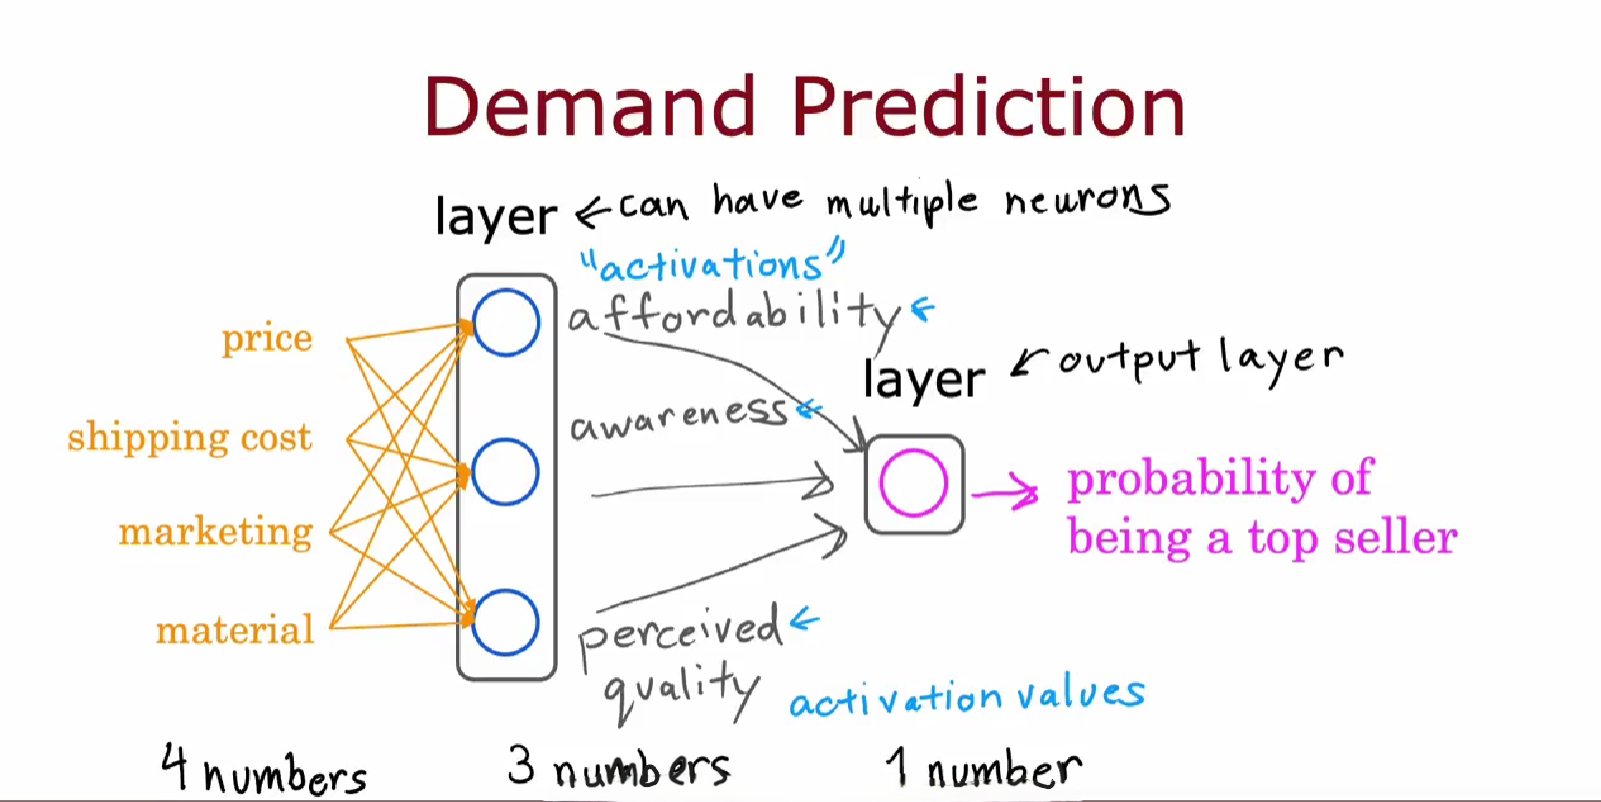 Demand Prediction
layer ← can have multiple neurons
"activations"
affordability ←
price
layer ← output layer
awareness ←
shipping cost
→ probability of
being a top seller
marketing
material
perceived ←
quality
activation values
4 numbers
3 numbers
1 number